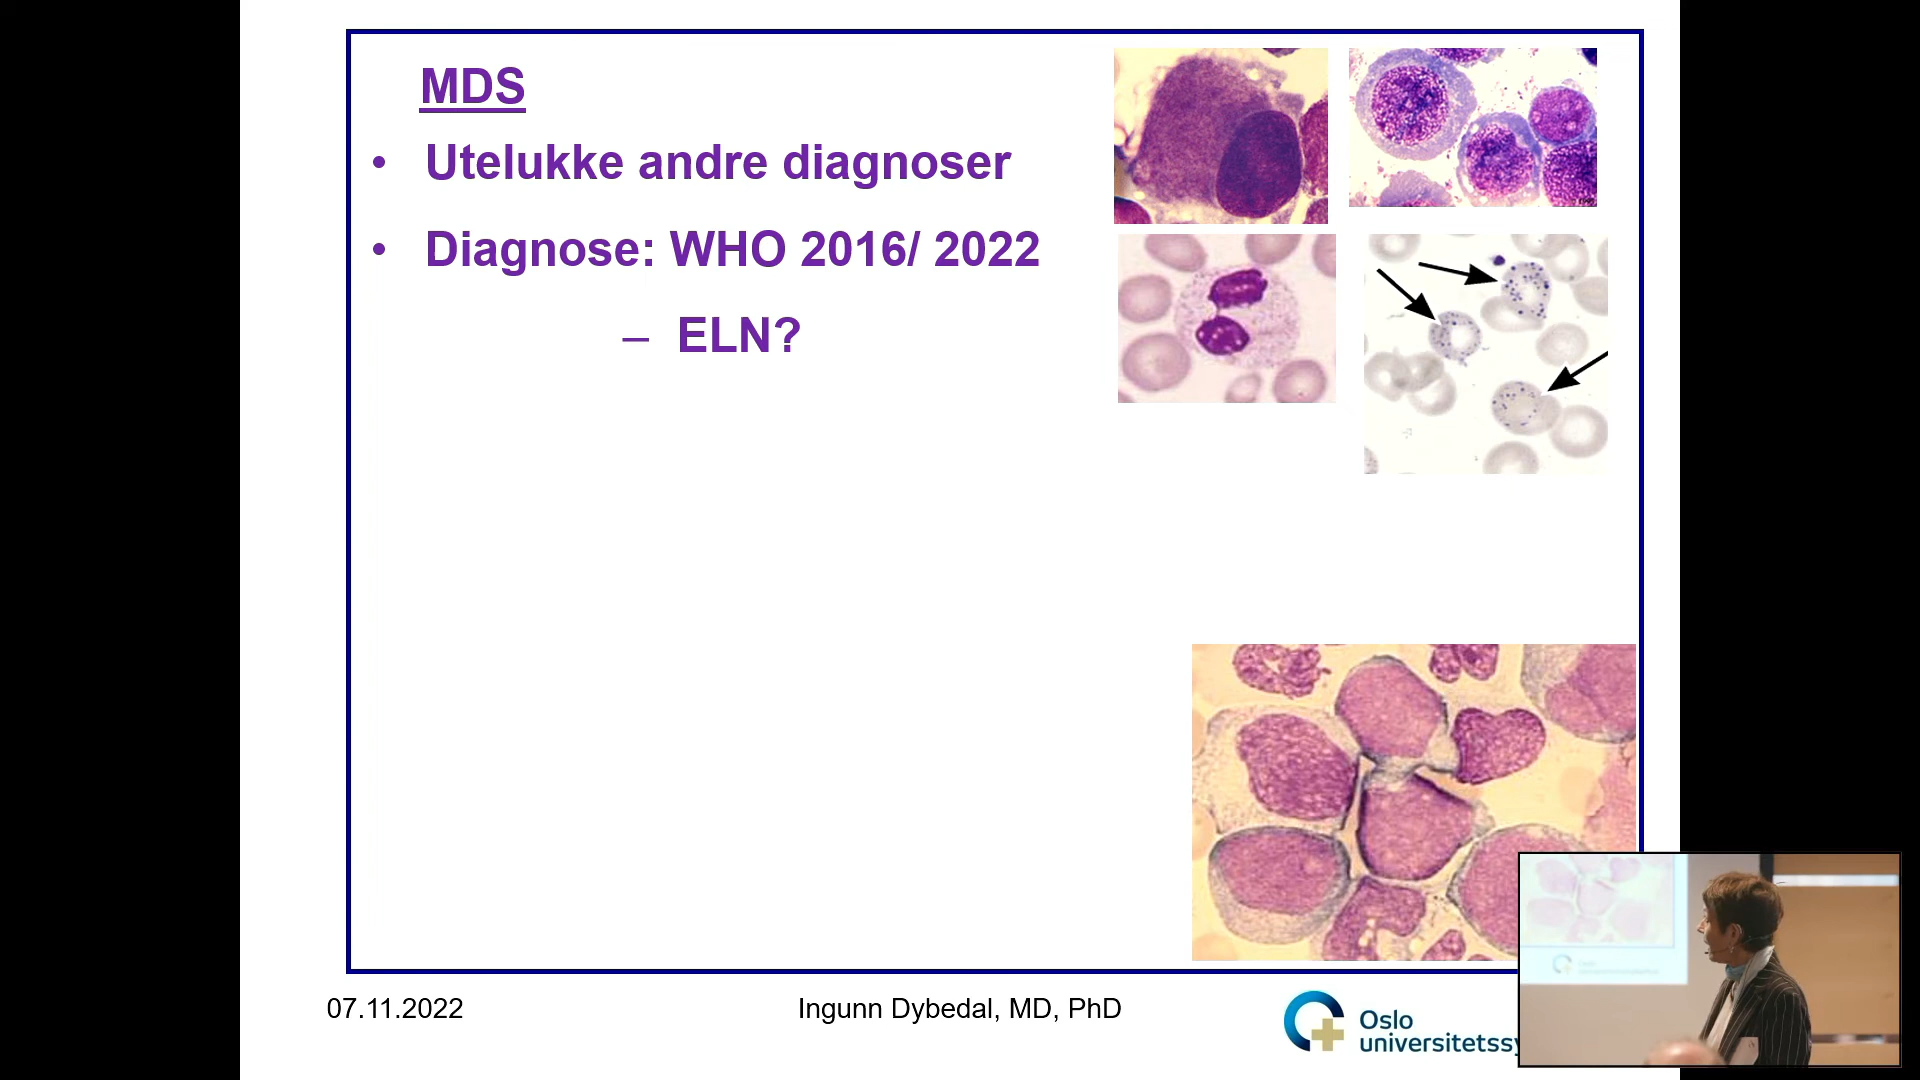 MDS
• Utelukke andre diagnoser
• Diagnose: WHO 2016/ 2022
– ELN?
07.11.2022
Ingunn Dybedal, MD, PhD
Oslo